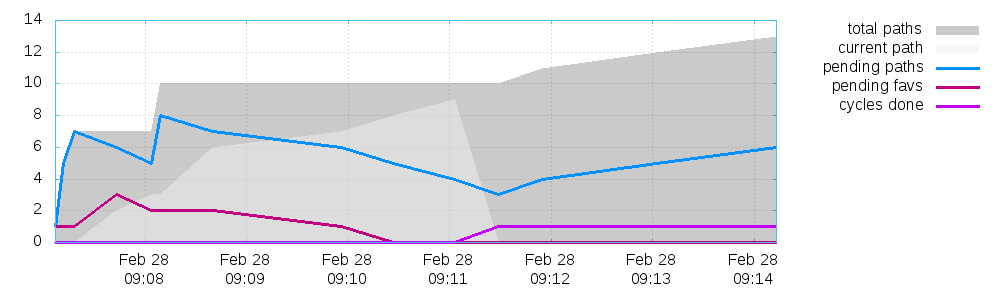 14
12
10
8
6
4
2
0
Feb 28 Feb 28 Feb 28 Feb 28 Feb 28 Feb 28 Feb 28
09:08 09:09 09:10 09:11 09:12 09:13 09:14
total paths
current path
pending paths
pending favs
cycles done